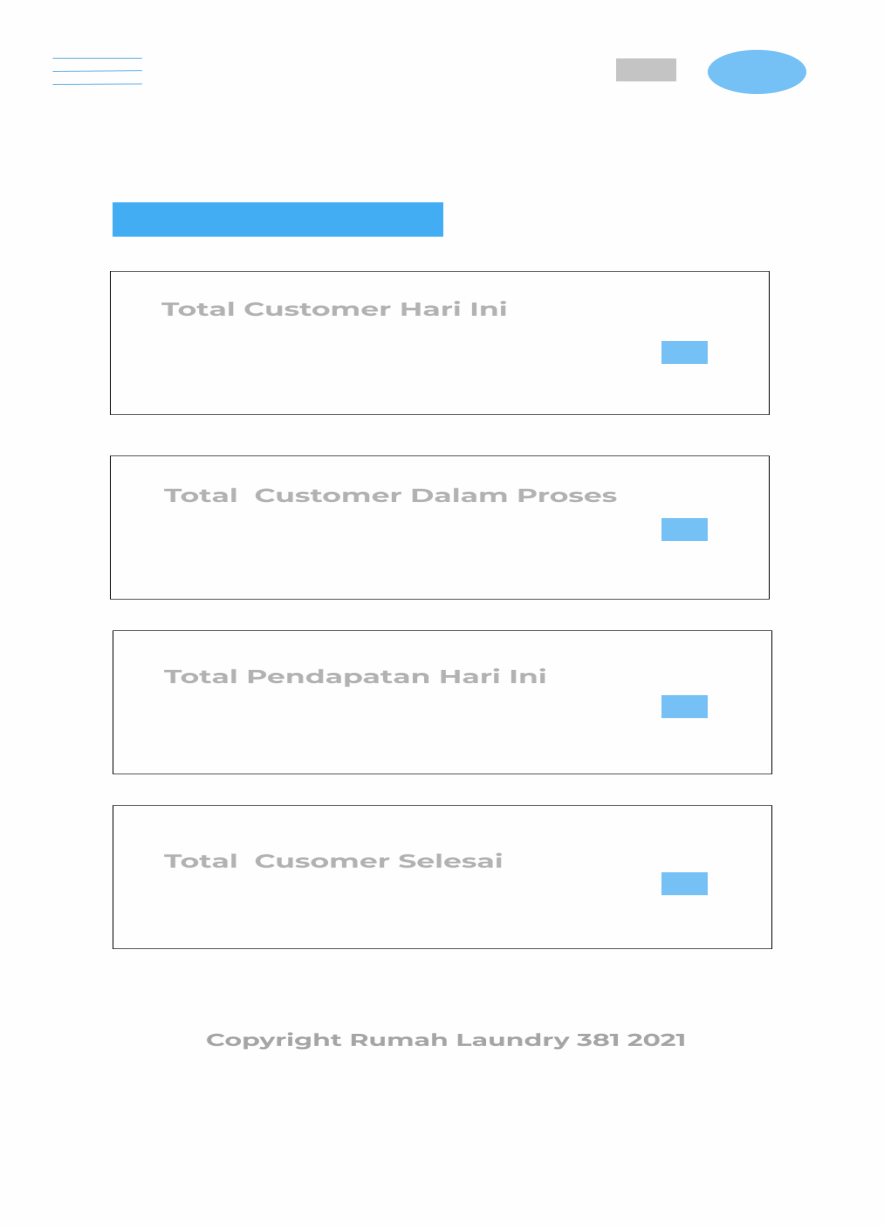 Total Customer Hari Ini
Total  Customer Dalam Proses
Total Pendapatan Hari Ini
Total  Cusomer Selesai
Copyright Rumah Laundry 381 2021